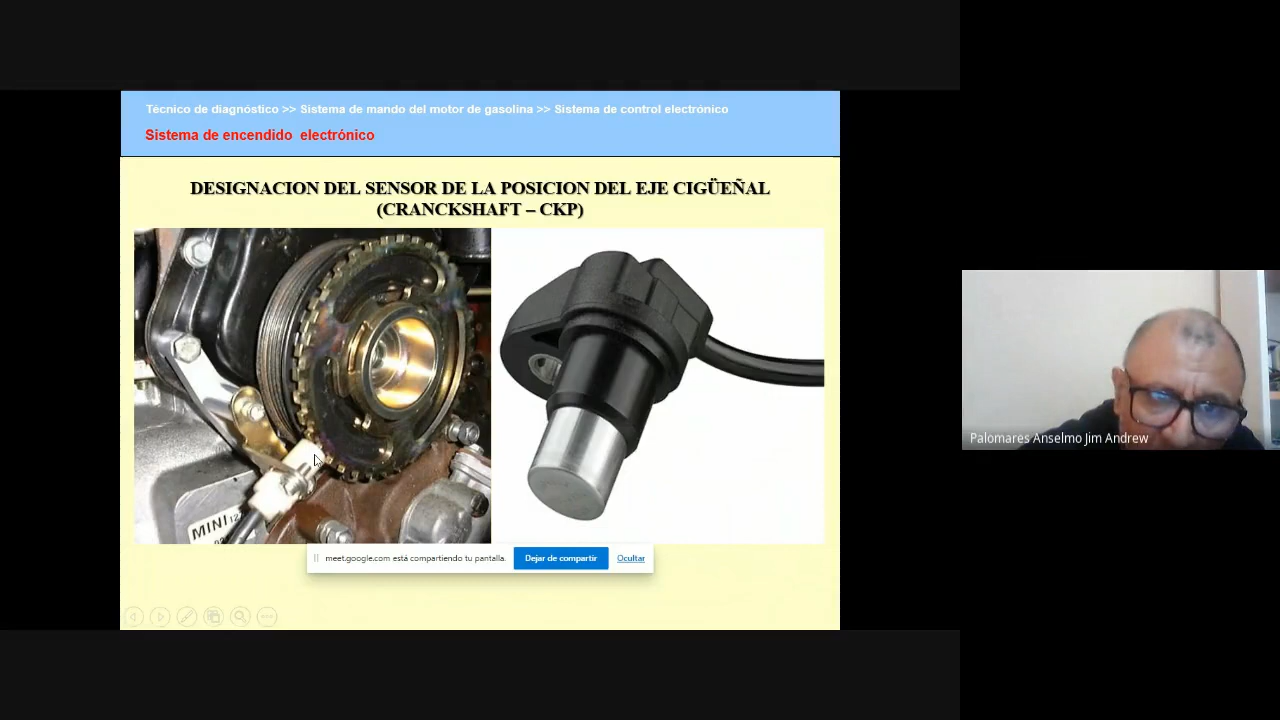 Técnico de diagnóstico >> Sistema de mando del motor de gasolina >> Sistema de control electrónico
Sistema de encendido electrónico
DESIGNACION DEL SENSOR DE LA POSICION DEL EJE CIGÜEÑAL
(CRANCKSHAFT – CKP)
MINI
meet.google.com está compartiendo tu pantalla.
Dejar de compartir
Ocultar
Palomares Anselmo Jim Andrew